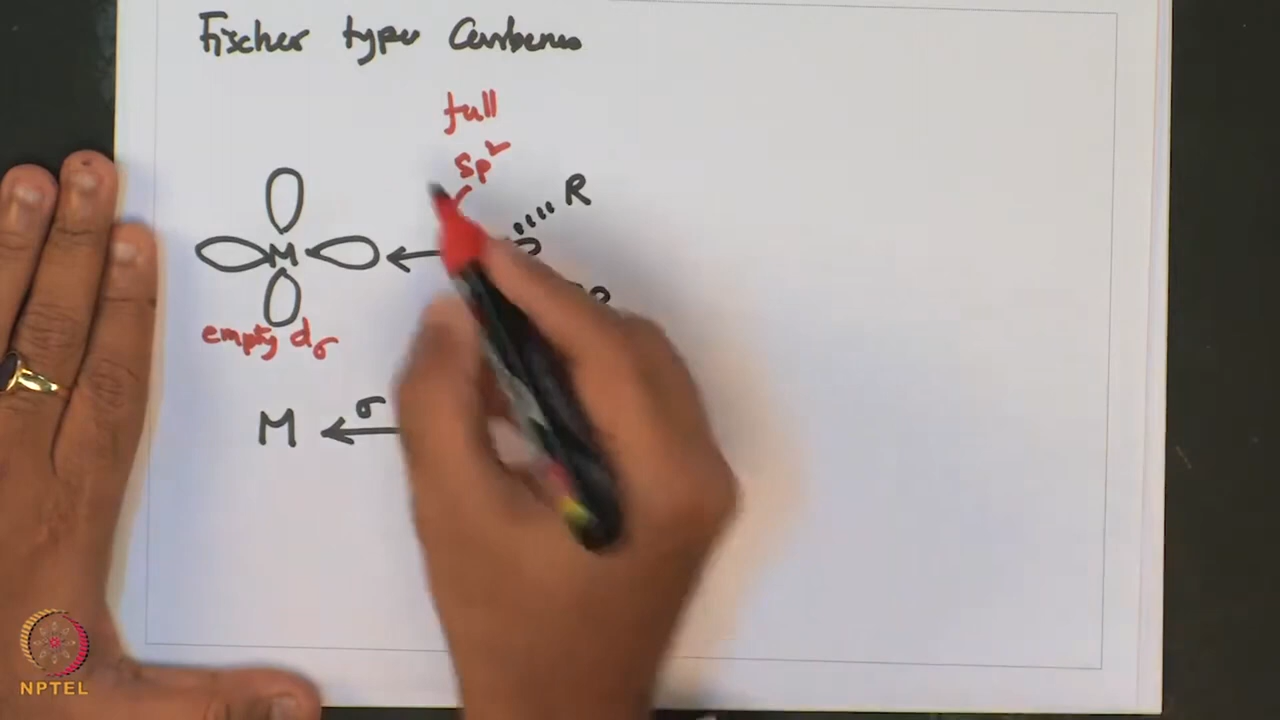 Fischer type Carbenes
full
sp²
R
M
empty dσ
M σ
NPTEL